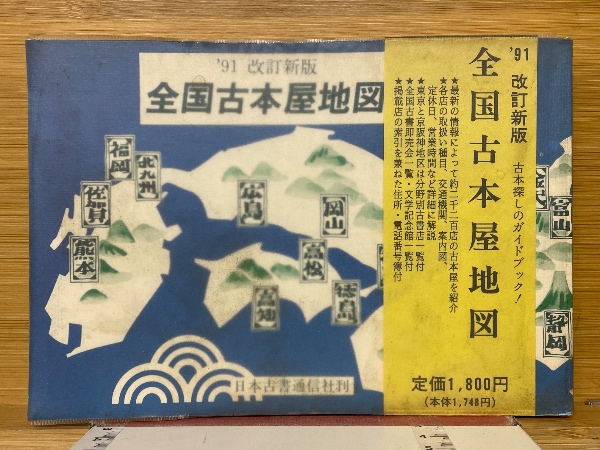 '91 改訂新版
全国古本屋地図
福岡
北九州
佐賀
熊本
広島
岡山
高松
高知
徳島
日本古書通信社刊
'91 改訂新版 古本探しのガイドブック!
全国古本屋地図
★最新の情報によって約二千二百店の古本屋を紹介
★各店の取扱い種目、交通機関、案内図、
定休日、営業時間など詳細に解説
★東京と京阪神地区は分野別古書店一覧付
★全国古書即売会一覧・文学記念館一覧付
★掲載店の索引を兼ねた住所・電話番号簿付
定価1,800円
(本体1,748円)
富山
静岡